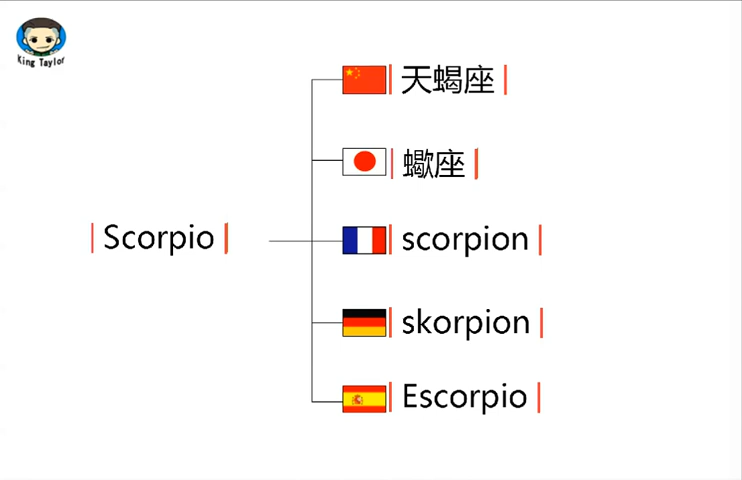 King Taylor
天蝎座
蠍座
Scorpio
scorpion
skorpion
Escorpio